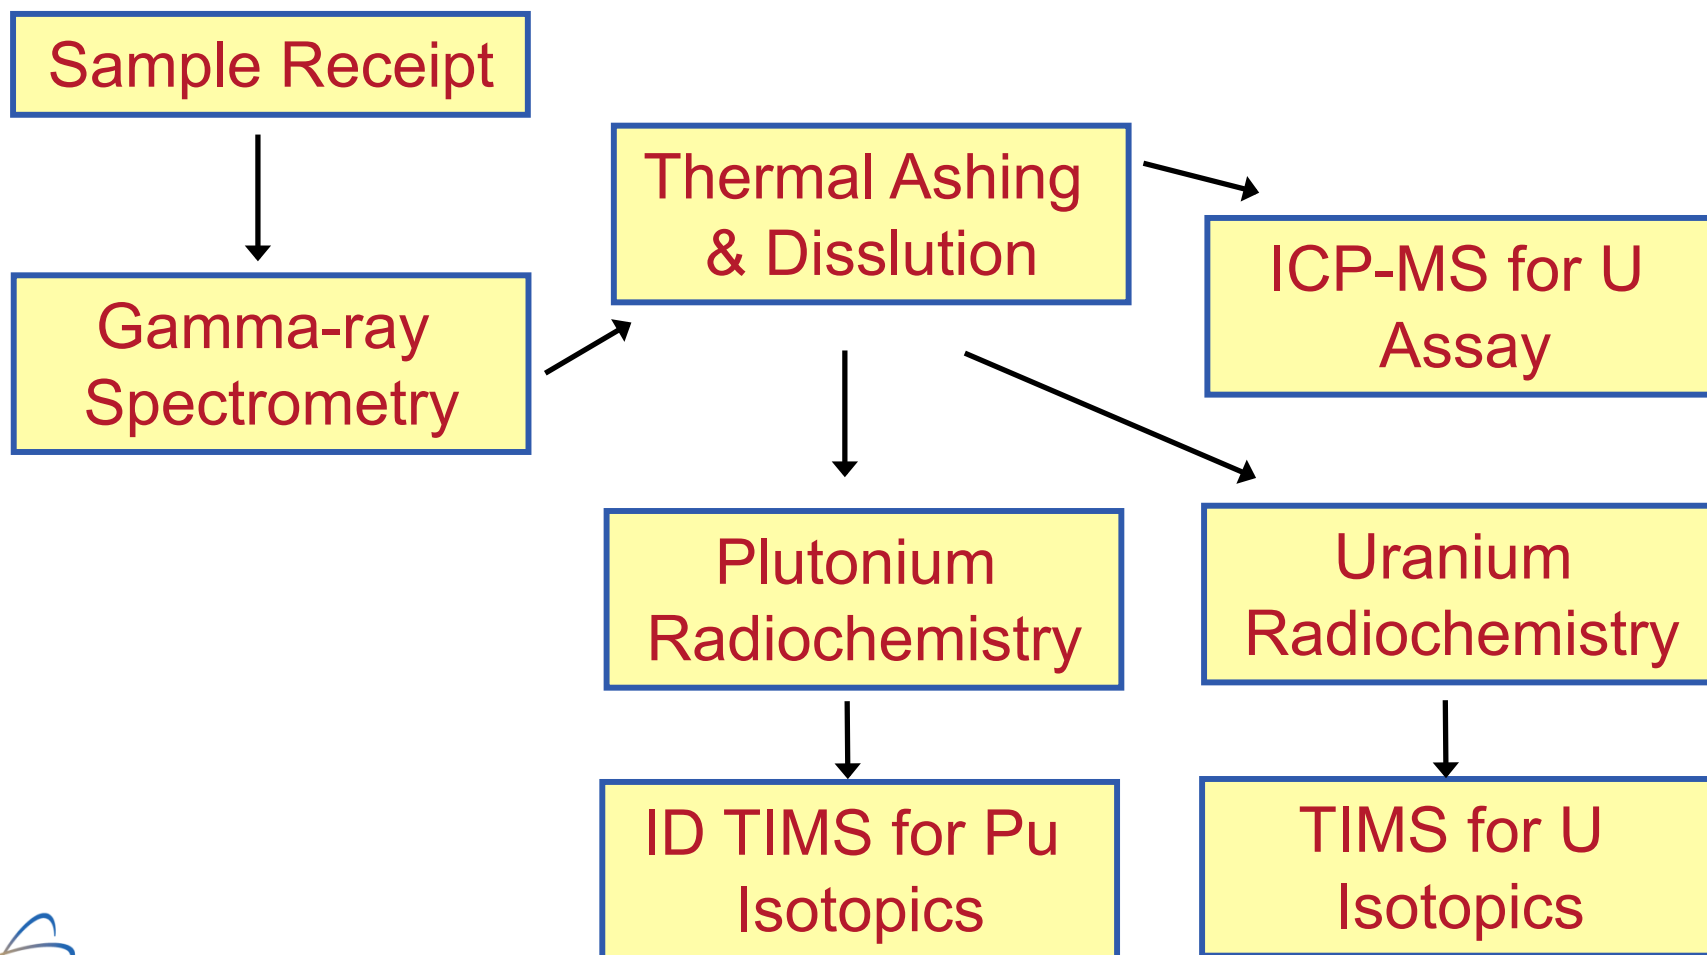 Sample Receipt
Gamma-ray
Spectrometry
Thermal Ashing
& Disslution
ICP-MS for U
Assay
Plutonium
Radiochemistry
Uranium
Radiochemistry
ID TIMS for Pu
Isotopics
TIMS for U
Isotopics